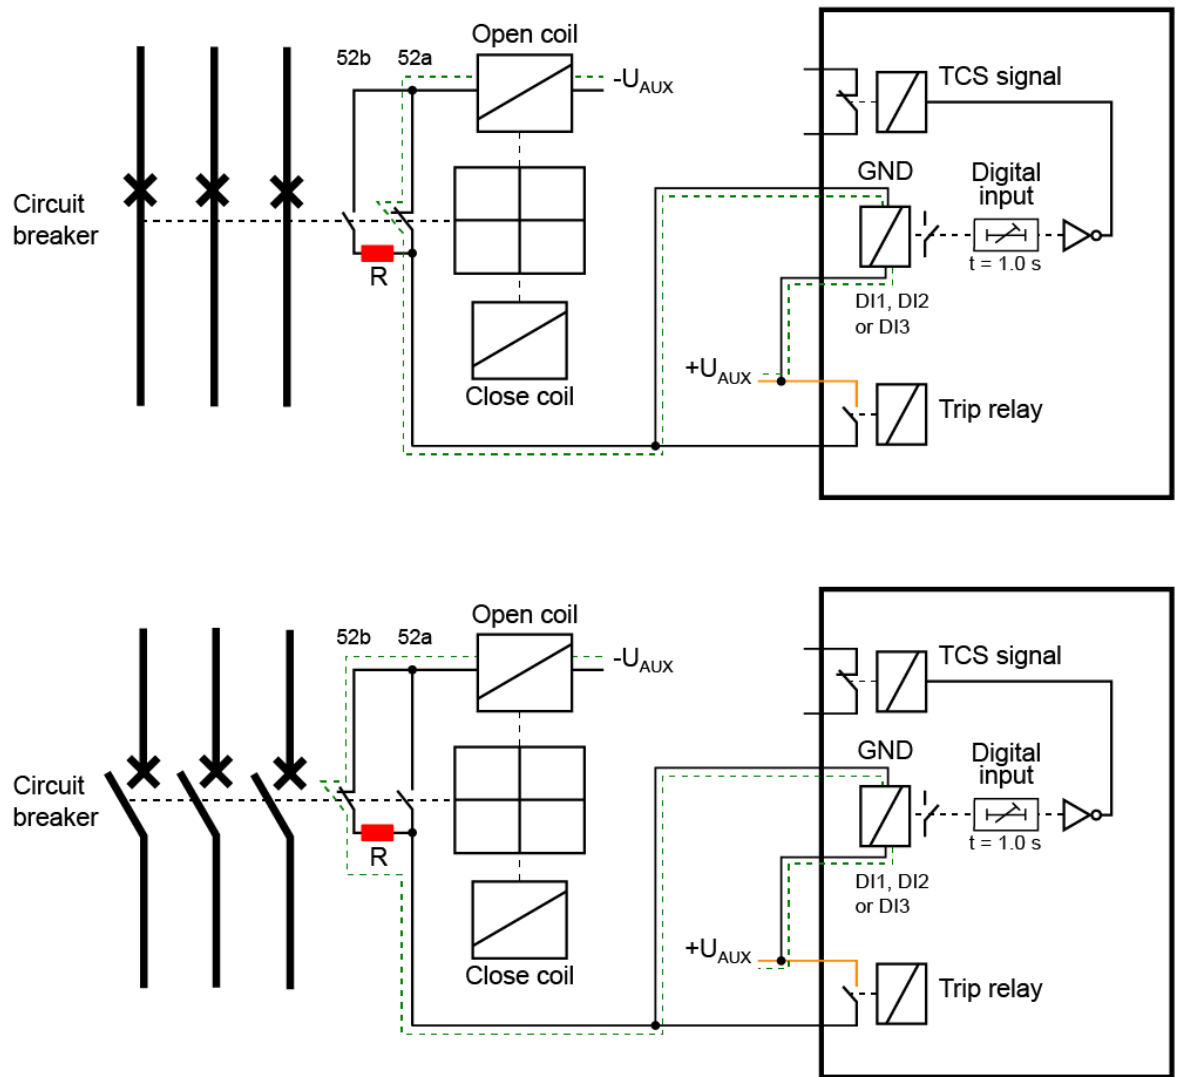 Open coil
52b
52a
-UAUX
TCS signal
GND
Digital
input
Circuit
breaker
R
t = 1.0 s
DI1, DI2
or DI3
+UAUX
Close coil
Trip relay
Open coil
52b
52a
-UAUX
TCS signal
GND
Digital
input
Circuit
breaker
R
t = 1.0 s
DI1, DI2
or DI3
+UAUX
Close coil
Trip relay